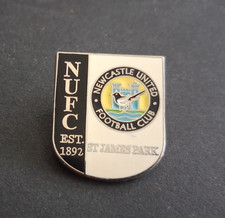 NUFC
EST.
1892
NEWCASTLE UNITED
FOOTBALL CLUB
ST JAMES PARK